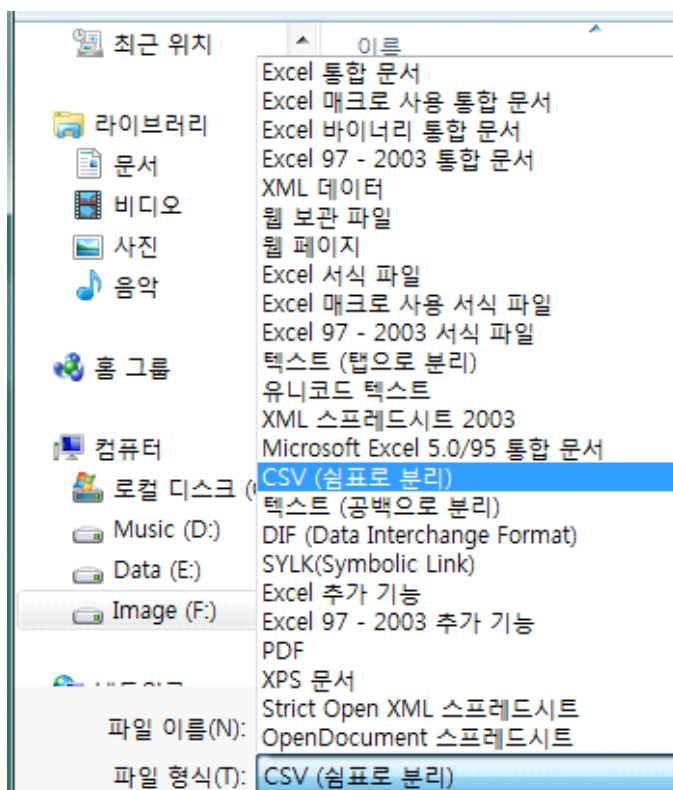 최근 위치
이름
라이브러리
문서
비디오
사진
음악
홈 그룹
컴퓨터
로컬 디스크
Music (D:)
Data (E:)
Image (F:)
Excel 통합 문서
Excel 매크로 사용 통합 문서
Excel 바이너리 통합 문서
Excel 97 - 2003 통합 문서
XML 데이터
웹 보관 파일
웹 페이지
Excel 서식 파일
Excel 매크로 사용 서식 파일
Excel 97 - 2003 서식 파일
텍스트 (탭으로 분리)
유니코드 텍스트
XML 스프레드시트 2003
Microsoft Excel 5.0/95 통합 문서
CSV (쉼표로 분리)
텍스트 (공백으로 분리)
DIF (Data Interchange Format)
SYLK(Symbolic Link)
Excel 추가 기능
Excel 97 - 2003 추가 기능
PDF
XPS 문서
Strict Open XML 스프레드시트
OpenDocument 스프레드시트
파일 이름(N):
파일 형식(T): CSV (쉼표로 분리)